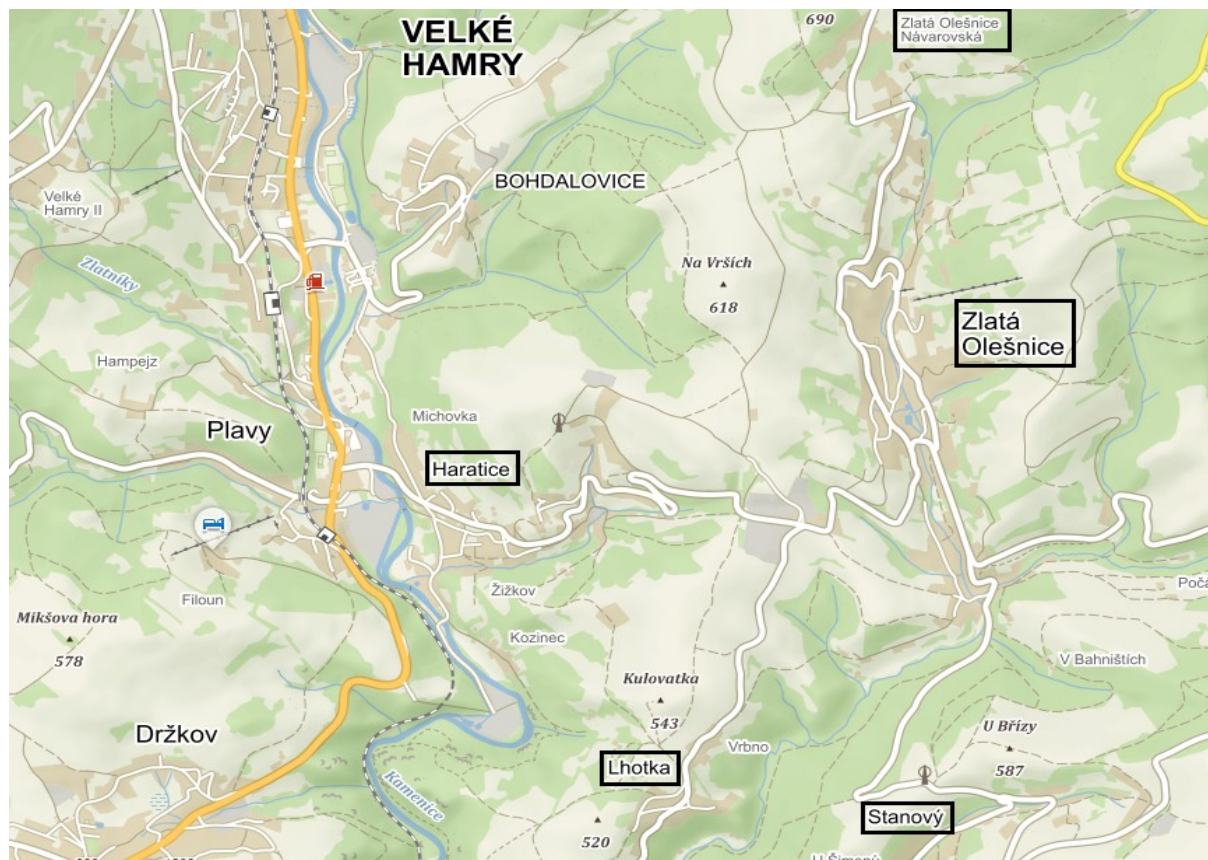 VELKÉ
HAMRY
690
Zlatá Olešnice
Návarovská
BOHDALOVICE
Velké
Hamry II
Zlatníky
Na Vrších
618
Zlatá
Olešnice
Hampejz
Michovka
Plavy
Haratice
Žižkov
Filoun
Mikšova hora
578
Kozinec
Počá
V Bahništích
Kulovatka
543
U Břízy
587
Držkov
Vrbno
Lhotka
Kamenice
Stanový
520